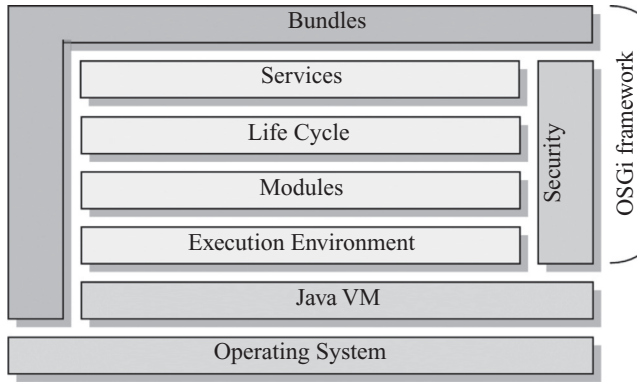 Bundles
Services
Life Cycle
Modules
Execution Environment
Java VM
Operating System
Security
OSGi framework